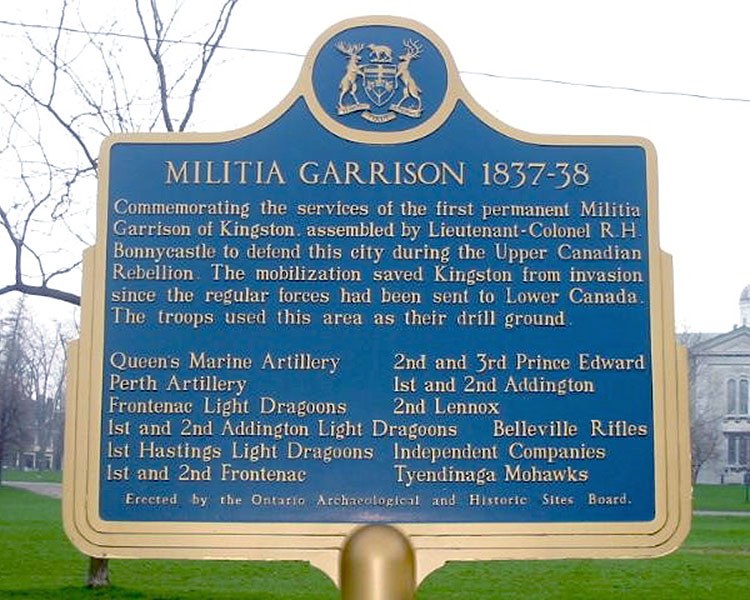 MILITIA GARRISON 1837-38
Commemorating the services of the first permanent Militia
Garrison of Kingston, assembled by Lieutenant-Colonel R.H.
Bonnycastle to defend this city during the Upper Canadian
Rebellion. The mobilization saved Kingston from invasion
since the regular forces had been sent to Lower Canada.
The troops used this area as their drill ground.
Queen's Marine Artillery 2nd and 3rd Prince Edward
Perth Artillery 1st and 2nd Addington
Frontenac Light Dragoons 2nd Lennox
1st and 2nd Addington Light Dragoons Belleville Rifles
1st Hastings Light Dragoons Independent Companies
1st and 2nd Frontenac Tyendinaga Mohawks
Erected by the Ontario Archaeological and Historic Sites Board.